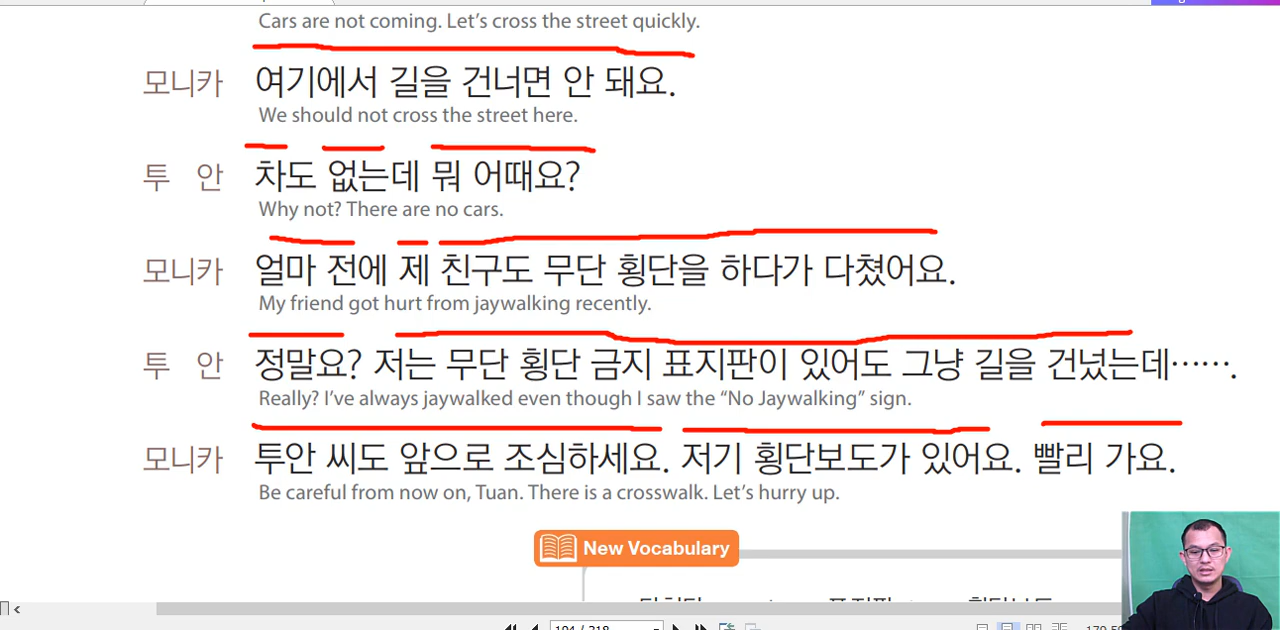 Cars are not coming. Let's cross the street quickly.
모니카 여기에서 길을 건너면 안 돼요.
We should not cross the street here.
투 안 차도 없는데 뭐 어때요?
Why not? There are no cars.
모니카 얼마 전에 제 친구도 무단 횡단을 하다가 다쳤어요.
My friend got hurt from jaywalking recently.
투 안 정말요? 저는 무단 횡단 금지 표지판이 있어도 그냥 길을 건넜는데…….
Really? I've always jaywalked even though I saw the “No Jaywalking” sign.
모니카 투안 씨도 앞으로 조심하세요. 저기 횡단보도가 있어요. 빨리 가요.
Be careful from now on, Tuan. There is a crosswalk. Let's hurry up.
New Vocabulary